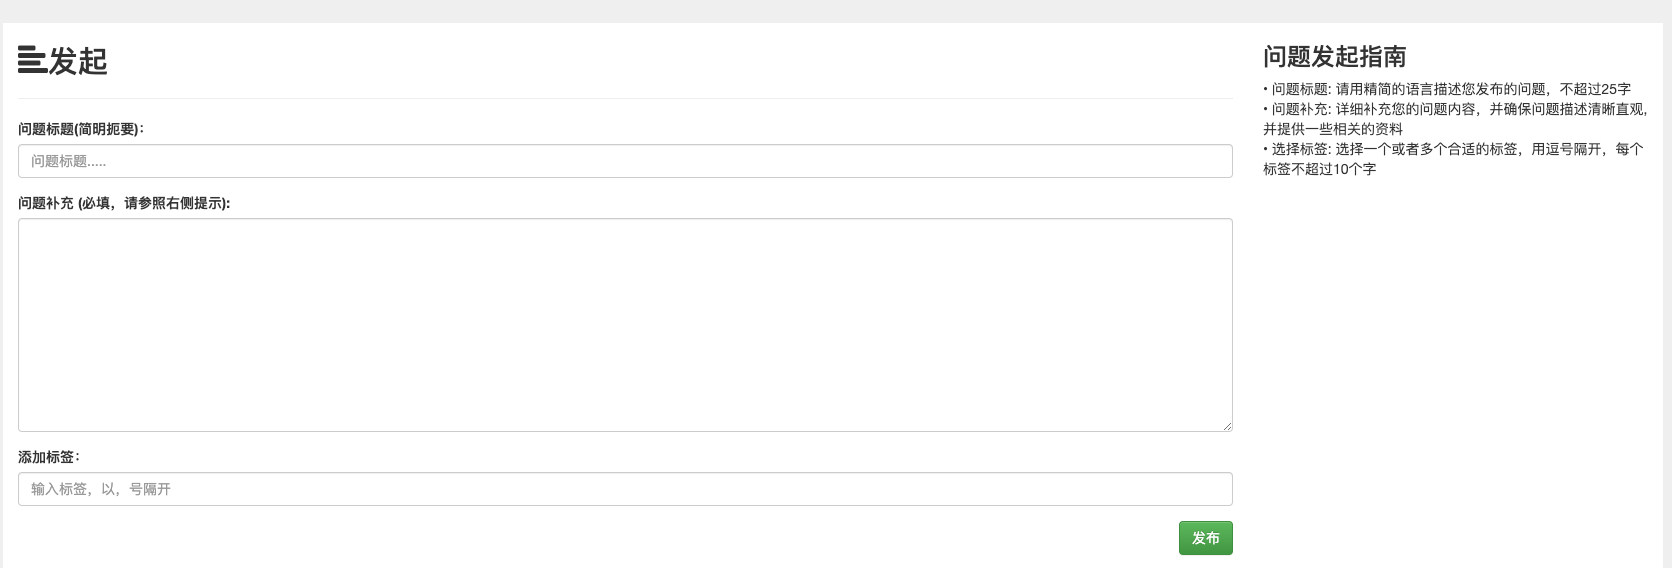 发起
问题标题(简明扼要)：
问题标题.....
问题补充 (必填，请参照右侧提示):
添加标签：
输入标签，以，号隔开
发布
问题发起指南
• 问题标题: 请用精简的语言描述您发布的问题，不超过25字
• 问题补充: 详细补充您的问题内容，并确保问题描述清晰直观,
并提供一些相关的资料
• 选择标签: 选择一个或者多个合适的标签，用逗号隔开，每个
标签不超过10个字